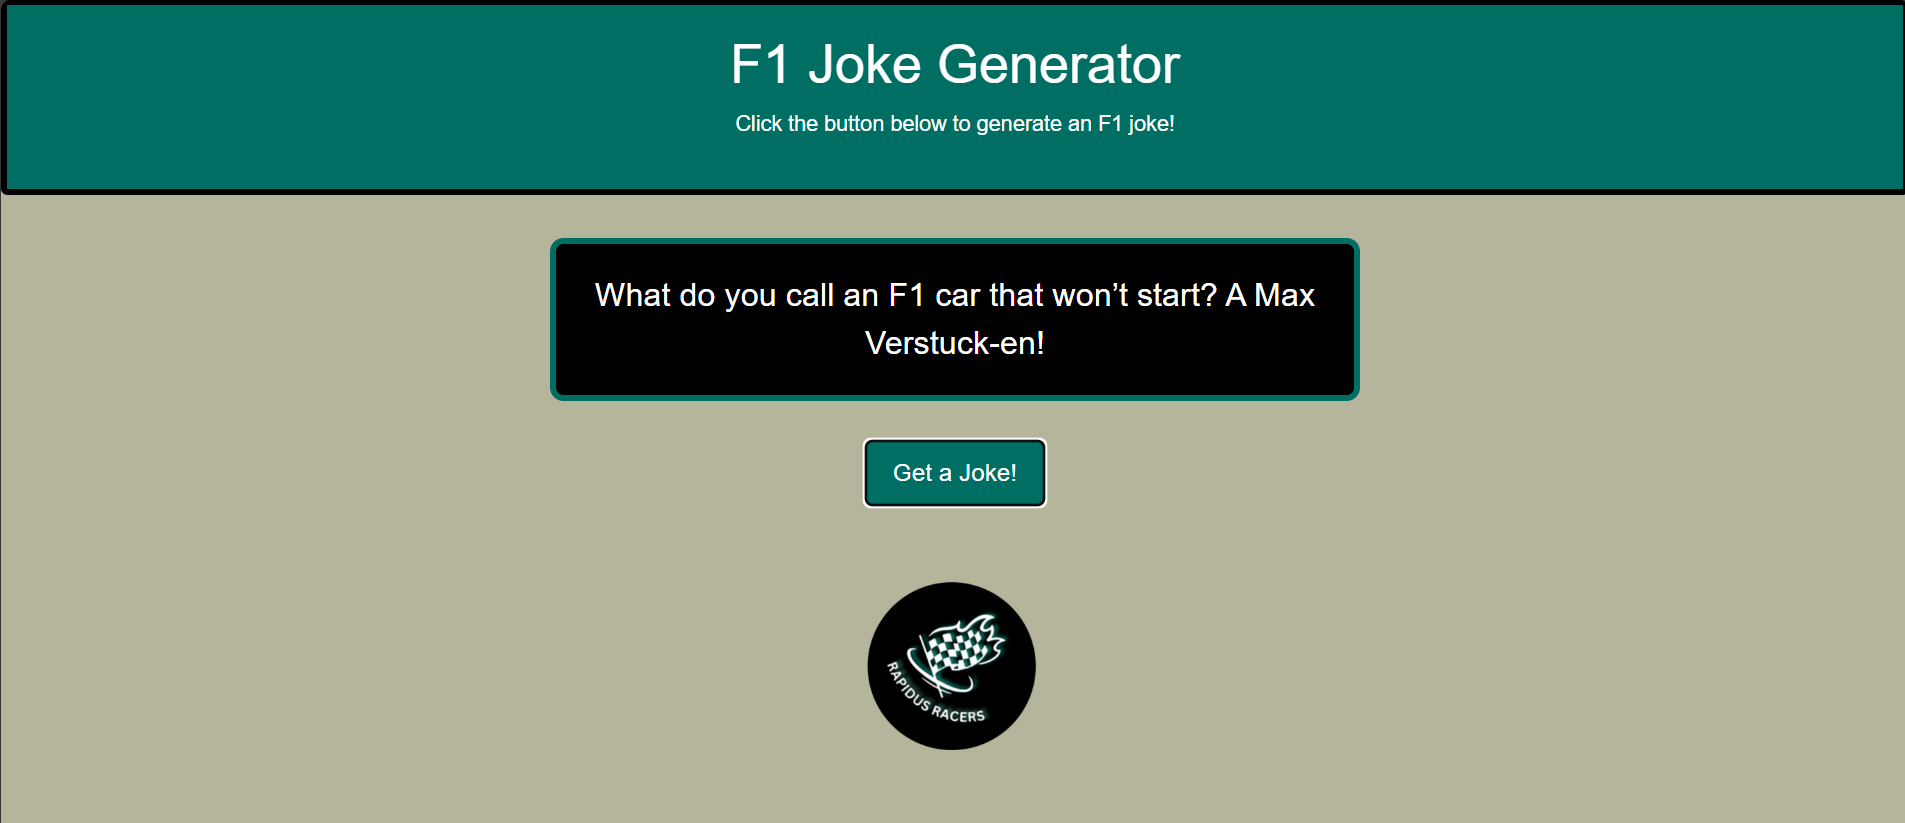 F1 Joke Generator
Click the button below to generate an F1 joke!
What do you call an F1 car that won’t start? A Max
Verstuck-en!
Get a Joke!
RAPIDUS RACERS